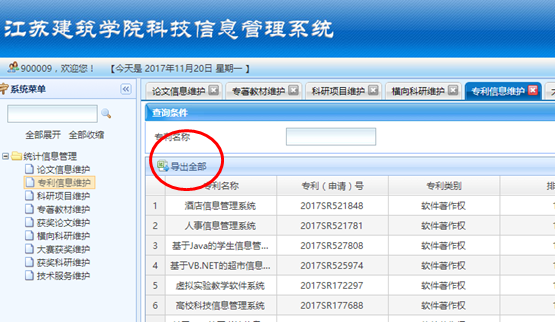 江苏建筑学院科技信息管理系统
900009，欢迎您！ 【今天是 2017年11月20日 星期一 】
系统菜单
全部展开 全部收缩
统计信息管理
论文信息维护
专利信息维护
科研项目维护
专著教材维护
获奖论文维护
横向科研维护
大赛获奖维护
获奖科研维护
技术服务维护
论文信息维护 专著教材维护 科研项目维护 横向科研维护 专利信息维护
查询条件
专利名称
导出全部
专利名称 专利（申请）号 专利类别 排
1 酒店信息管理系统 2017SR521848 软件著作权
2 人事信息管理系统 2017SR521781 软件著作权
3 基于Java的学生信息管... 2017SR527808 软件著作权
4 基于VB.NET的超市信息... 2017SR525974 软件著作权
5 虚拟实验教学软件系统 2017SR172297 软件著作权
6 高校科技信息管理系统 2017SR177688 软件著作权